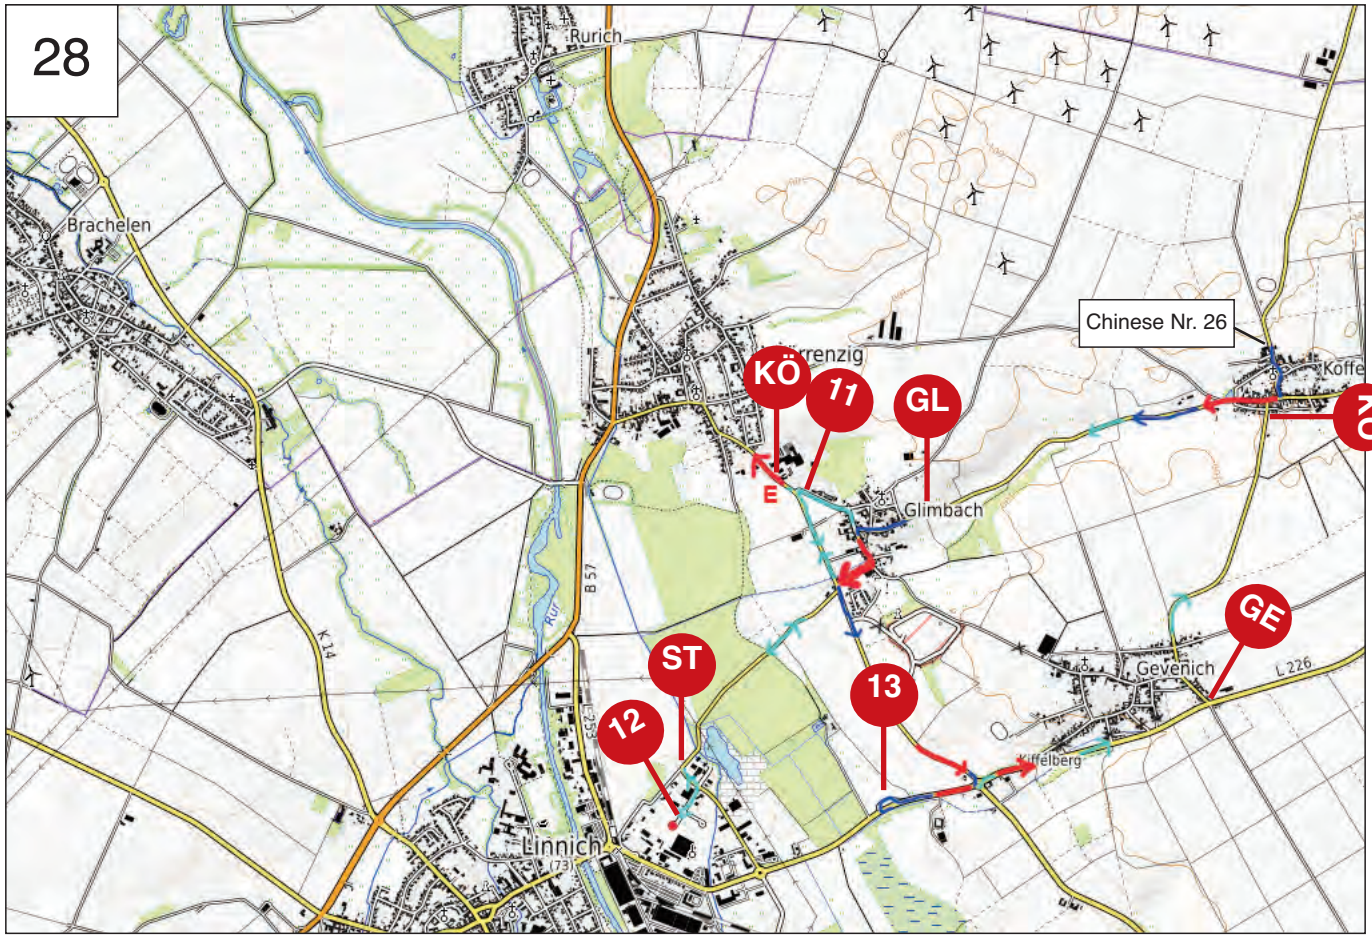 28
Rurich
Brachelen
Chinese Nr. 26
Koffe
KÖ
rrenzig
11
GL
E
Glimbach
B 57
Rur
K 14
GE
ST
Gevenich
L 226
13
12
Kiffelberg
L 253
Linnich
(73)